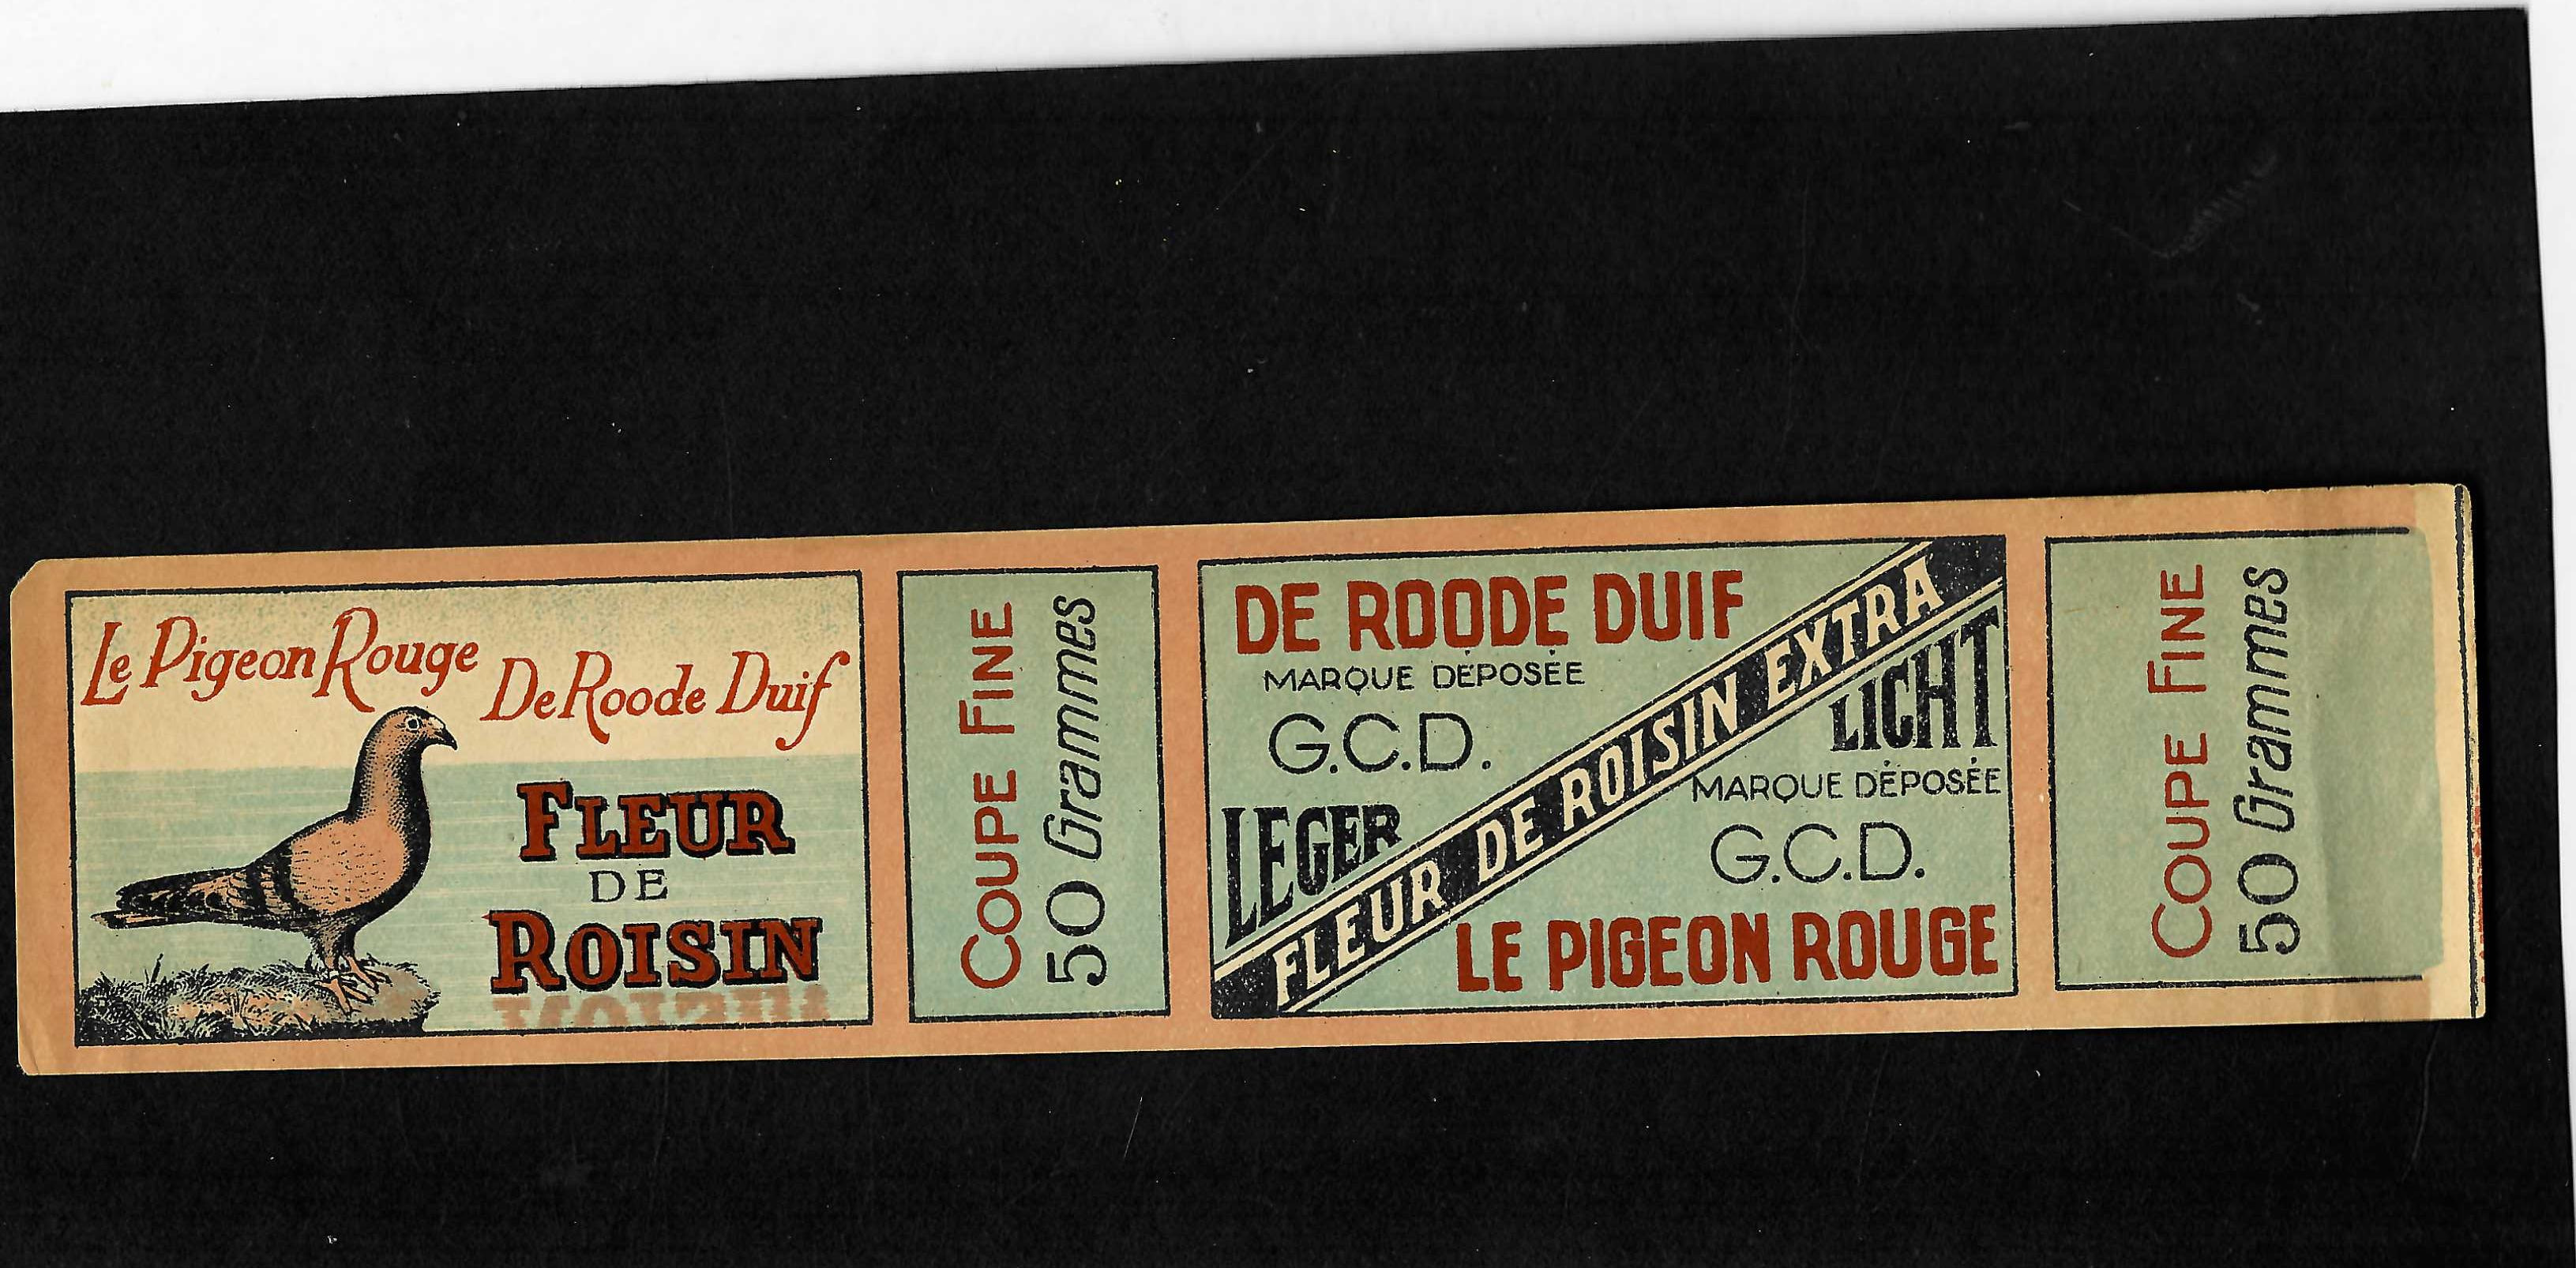 Le Pigeon Rouge
De Roode Duif
FLEUR
DE
ROISIN
COUPE FINE
50 Grammes
DE ROODE DUIF
MARQUE DÉPOSÉE
G.C.D.
LEGER
FLEUR DE ROISIN EXTRA
LICHT
MARQUE DÉPOSÉE
G.C.D.
LE PIGEON ROUGE
COUPE FINE
50 Grammes